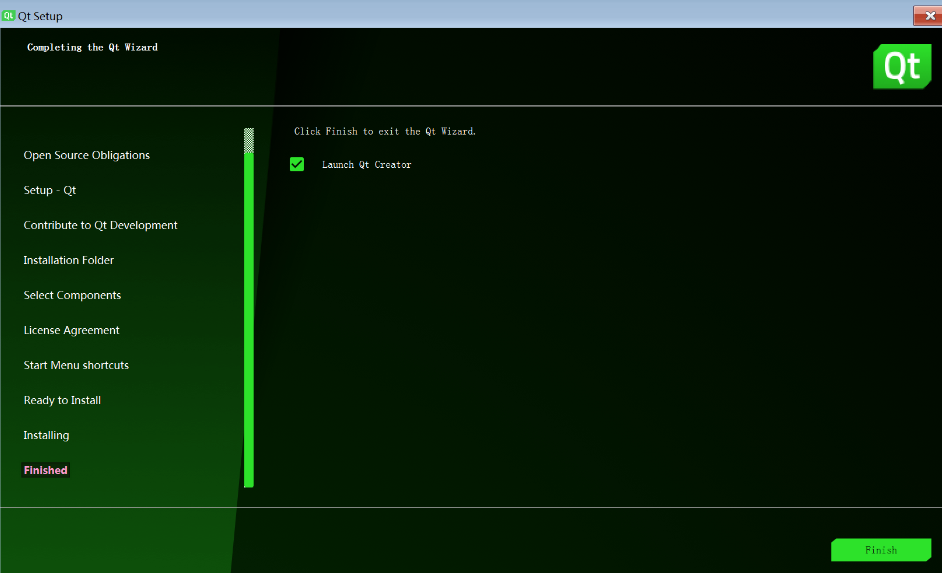 Qt Qt Setup
Completing the Qt Wizard
Qt
Click Finish to exit the Qt Wizard.
Launch Qt Creator
Open Source Obligations
Setup - Qt
Contribute to Qt Development
Installation Folder
Select Components
License Agreement
Start Menu shortcuts
Ready to Install
Installing
Finished
Finish